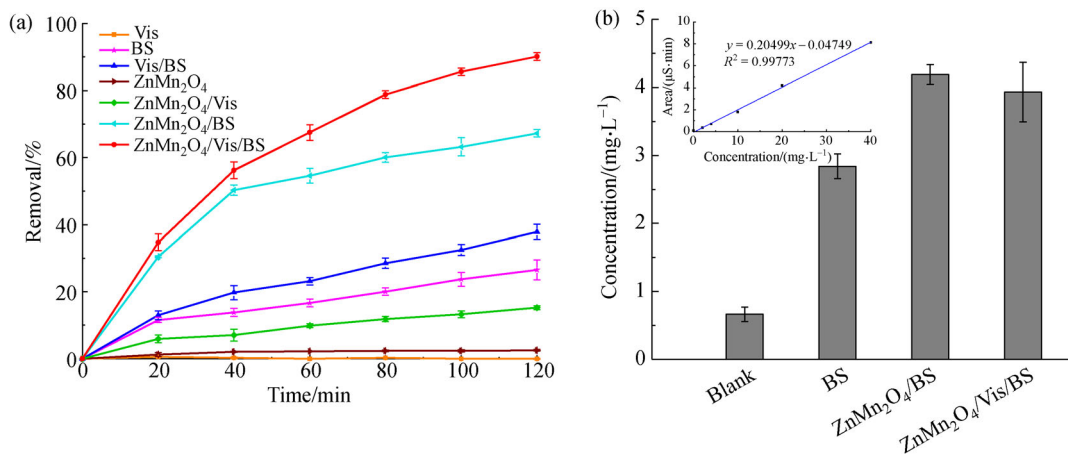 (a)
100
80
60
40
20
0
Removal/%
Vis
BS
Vis/BS
ZnMn₂O₄
ZnMn₂O₄/Vis
ZnMn₂O₄/BS
ZnMn₂O₄/Vis/BS
0 20 40 60 80 100 120
Time/min
(b)
6
5
4
3
2
1
0
Concentration/(mg·L⁻¹)
8
6
4
2
0
Area/(μS·min)
y = 0.20499x−0.04749
R² = 0.99773
0 10 20 30 40
Concentration/(mg·L⁻¹)
Blank
BS
ZnMn₂O₄/BS
ZnMn₂O₄/Vis/BS